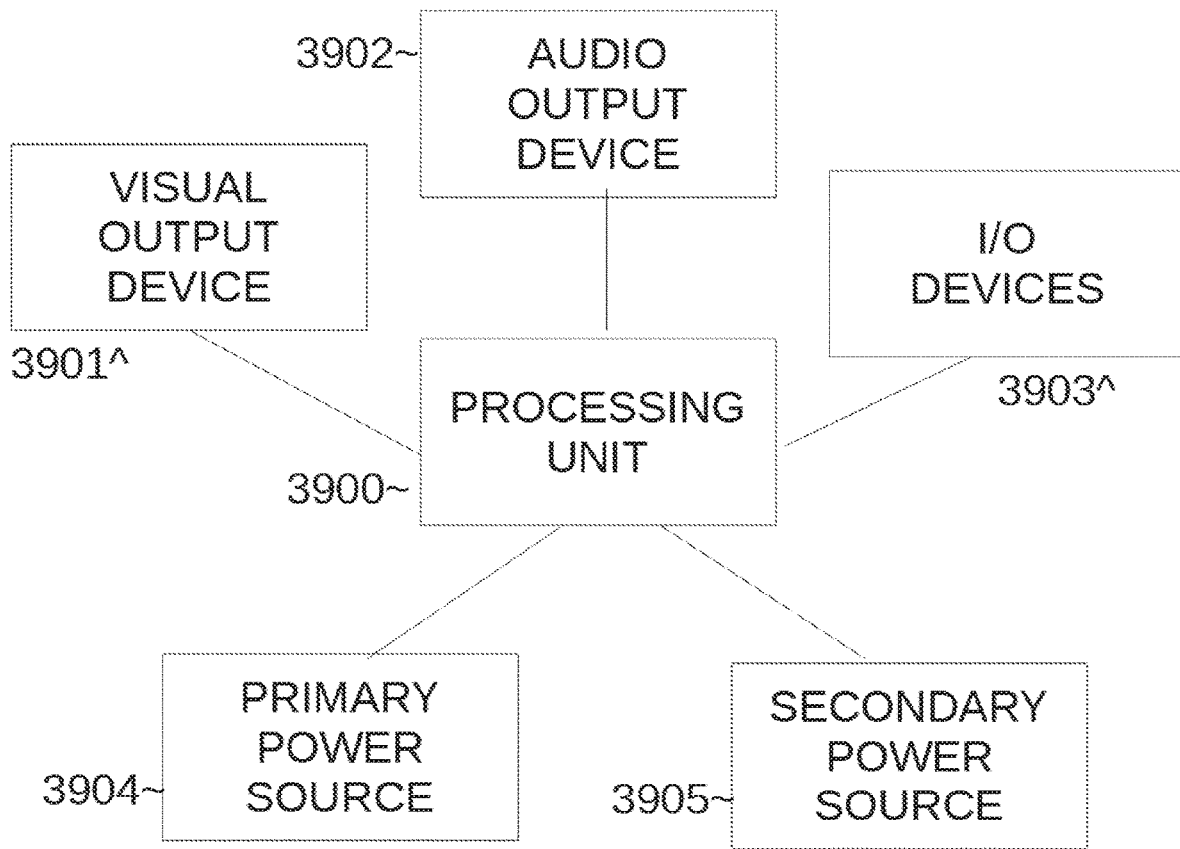 3902~
AUDIO
OUTPUT
DEVICE
VISUAL
OUTPUT
DEVICE
3901^
I/O
DEVICES
3903^
PROCESSING
UNIT
3900~
PRIMARY
POWER
SOURCE
3904~
SECONDARY
POWER
SOURCE
3905~